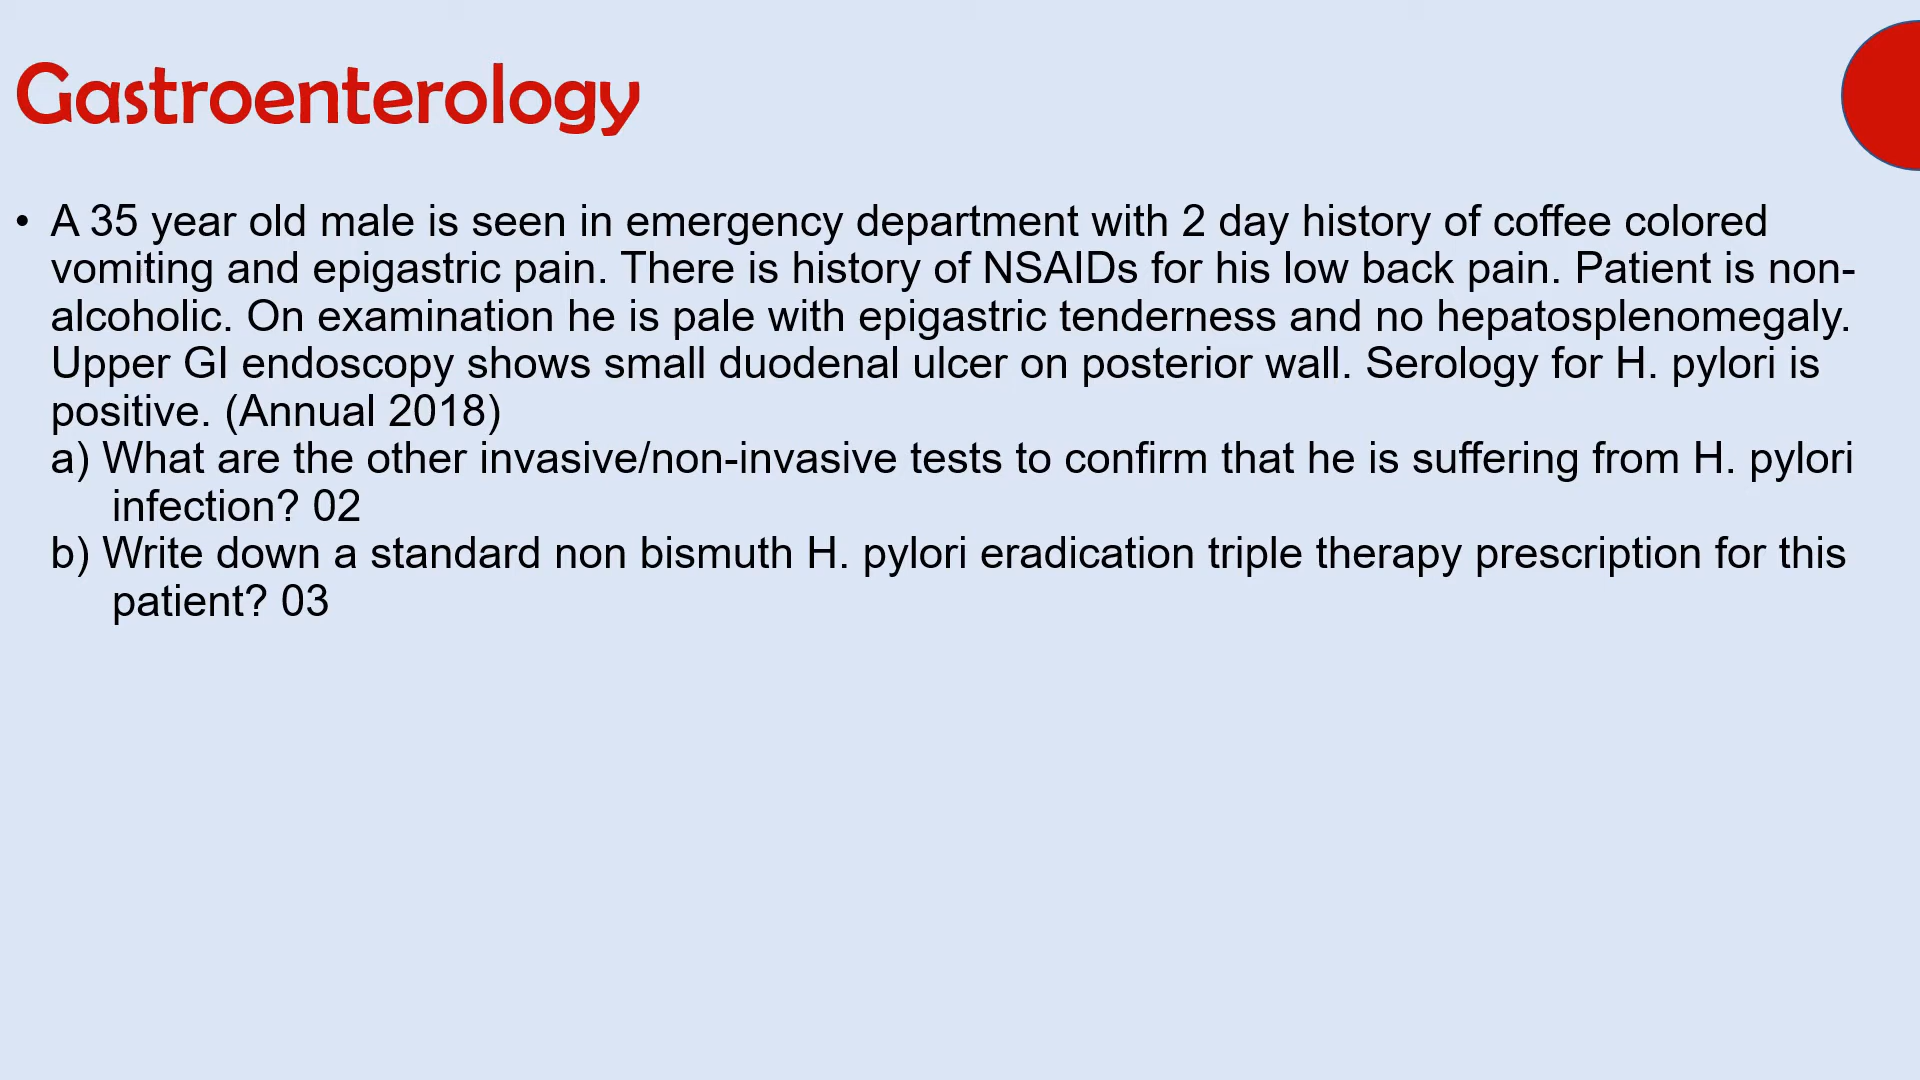 Gastroenterology
• A 35 year old male is seen in emergency department with 2 day history of coffee colored
vomiting and epigastric pain. There is history of NSAIDs for his low back pain. Patient is non-
alcoholic. On examination he is pale with epigastric tenderness and no hepatosplenomegaly.
Upper GI endoscopy shows small duodenal ulcer on posterior wall. Serology for H. pylori is
positive. (Annual 2018)
a) What are the other invasive/non-invasive tests to confirm that he is suffering from H. pylori
infection? 02
b) Write down a standard non bismuth H. pylori eradication triple therapy prescription for this
patient? 03